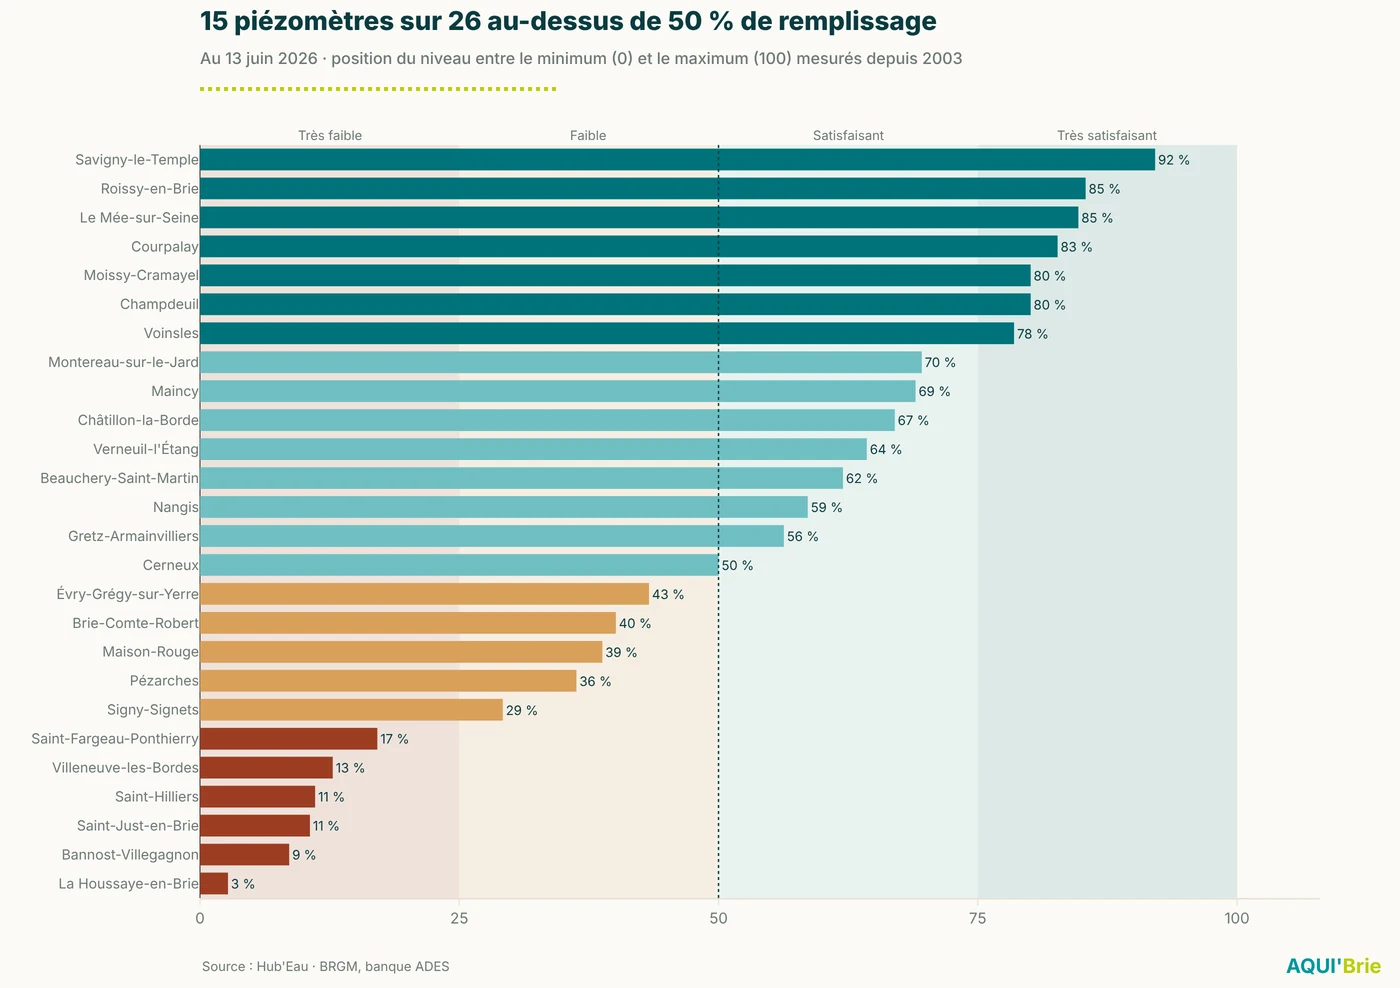 15 piézomètres sur 26 au-dessus de 50 % de remplissage
Au 13 juin 2026 · position du niveau entre le minimum (0) et le maximum (100) mesurés depuis 2003
Très faible Faible Satisfaisant Très satisfaisant
Savigny-le-Temple 92 %
Roissy-en-Brie 85 %
Le Mée-sur-Seine 85 %
Courpalay 83 %
Moissy-Cramayel 80 %
Champdeuil 80 %
Voinsles 78 %
Montereau-sur-le-Jard 70 %
Maincy 69 %
Châtillon-la-Borde 67 %
Verneuil-l'Étang 64 %
Beauchery-Saint-Martin 62 %
Nangis 59 %
Gretz-Armainvilliers 56 %
Cerneux 50 %
Évry-Grégy-sur-Yerre 43 %
Brie-Comte-Robert 40 %
Maison-Rouge 39 %
Pézarches 36 %
Signy-Signets 29 %
Saint-Fargeau-Ponthierry 17 %
Villeneuve-les-Bordes 13 %
Saint-Hilliers 11 %
Saint-Just-en-Brie 11 %
Bannost-Villegagnon 9 %
La Houssaye-en-Brie 3 %
0 25 50 75 100
Source : Hub'Eau · BRGM, banque ADES
AQUI'Brie